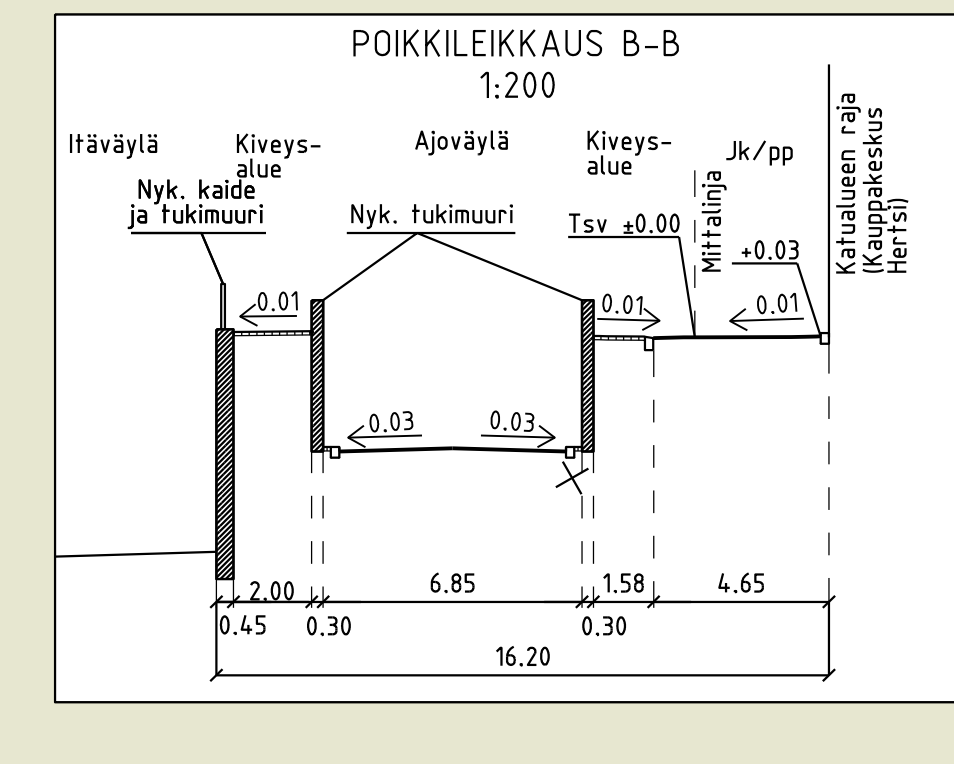 POIKKILEIKKAUS B-B
1:200
Itäväylä
Kiveys-
alue
Ajoväylä
Kiveys-
alue
Jk/pp
Mittalinja
Katualueen raja
(Kauppakeskus
Hertsi)
Nyk. kaide
ja tukimuuri
Nyk. tukimuuri
Tsv ±0.00
+0.03
0.01
0.01
0.01
0.03
0.03
2.00
6.85
1.58
4.65
0.45
0.30
0.30
16.20